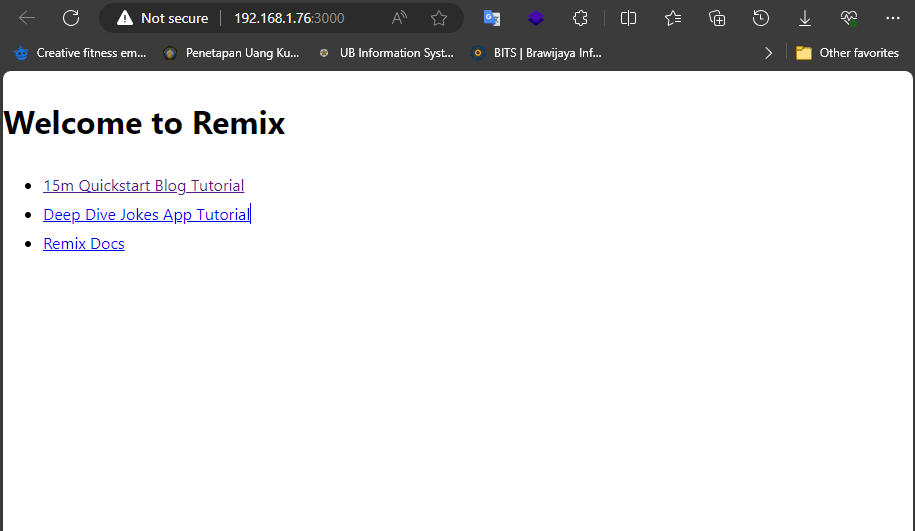 Not secure 192.168.1.76:3000
Creative fitness em... Penetapan Uang Ku... UB Information Syst... BITS | Brawijaya Inf... Other favorites
Welcome to Remix
15m Quickstart Blog Tutorial
Deep Dive Jokes App Tutorial
Remix Docs